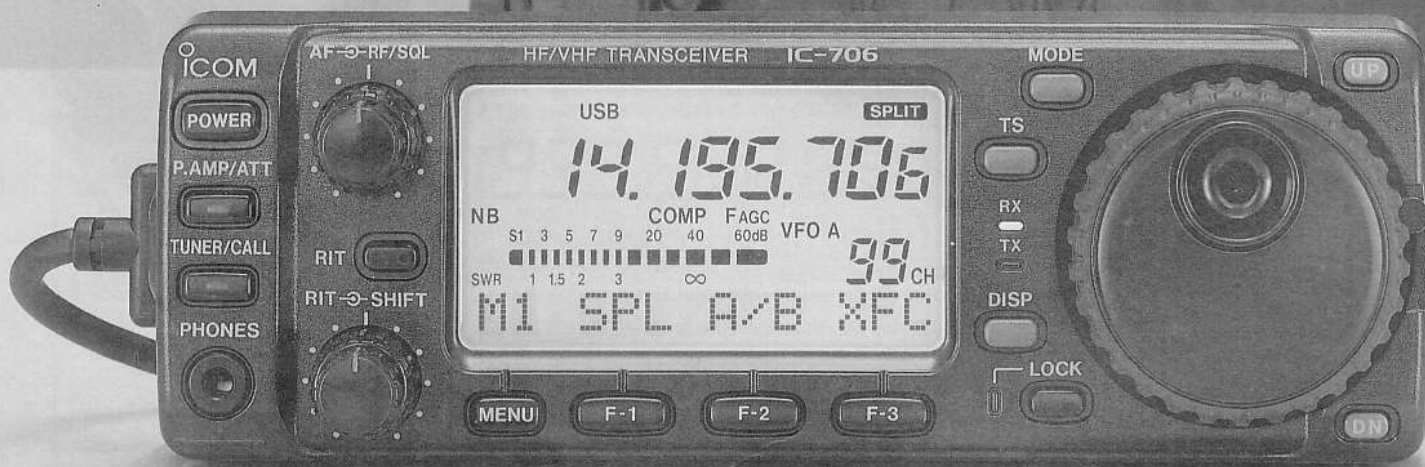 ICOM
POWER
P.AMP/ATT
TUNER/CALL
PHONES
AF RF/SQL
RIT
RIT SHIFT
HF/VHF TRANSCEIVER IC-706
USB SPLIT
14.195.706
NB COMP FAGC
S1 3 5 7 9 20 40 60dB VFO A
99 CH
SWR 1 1.5 2 3 ∞
M1 SPL A/B XFC
MENU F-1 F-2 F-3
MODE
TS
RX
TX
DISP
LOCK
UP
DN